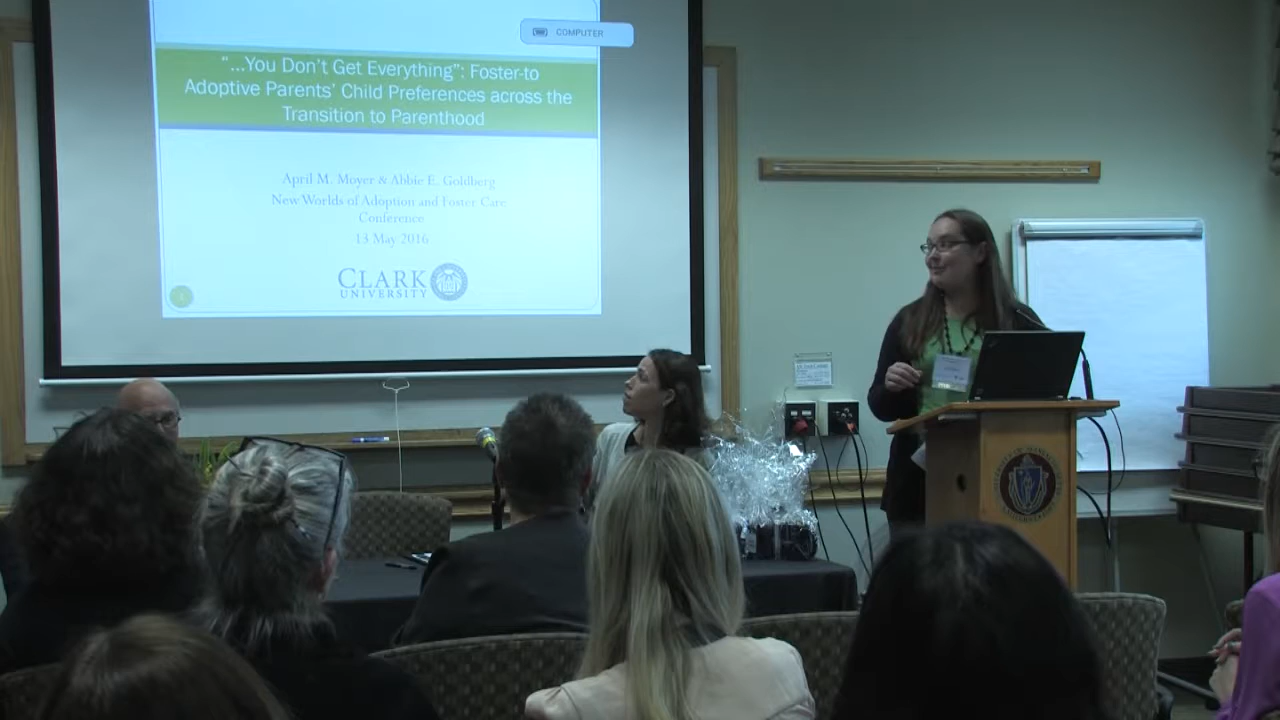 COMPUTER
“...You Don't Get Everything”: Foster-to
Adoptive Parents' Child Preferences across the
Transition to Parenthood
April M. Moyer & Abbie E. Goldberg
New Worlds of Adoption and Foster Care
Conference
13 May 2016
CLARK
UNIVERSITY